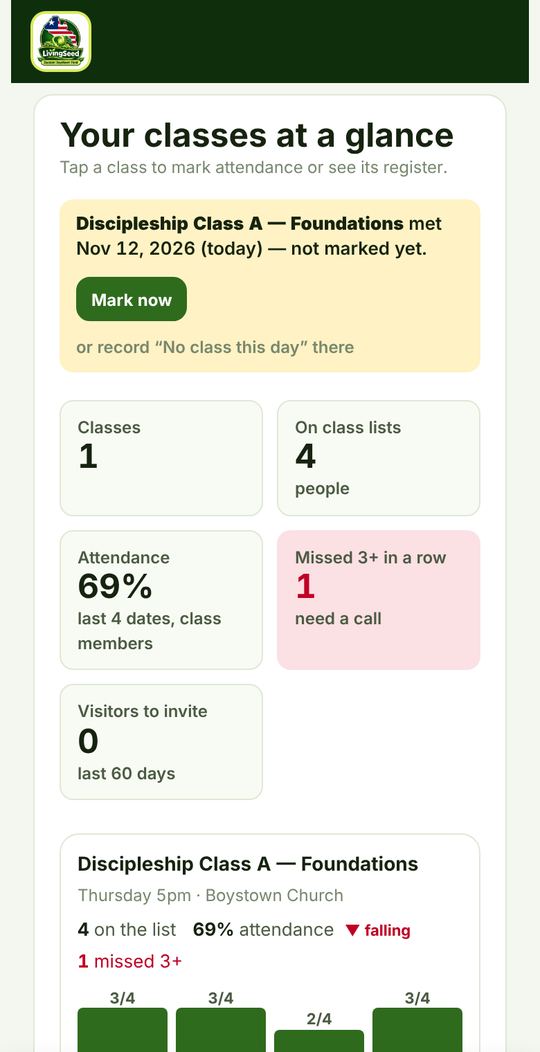 LivingSeed
Your classes at a glance
Tap a class to mark attendance or see its register.
Discipleship Class A — Foundations met
Nov 12, 2026 (today) — not marked yet.
Mark now
or record “No class this day” there
Classes
1
On class lists
4
people
Attendance
69%
last 4 dates, class
members
Missed 3+ in a row
1
need a call
Visitors to invite
0
last 60 days
Discipleship Class A — Foundations
Thursday 5pm · Boystown Church
4 on the list 69% attendance ▼ falling
1 missed 3+
3/4 3/4 2/4 3/4